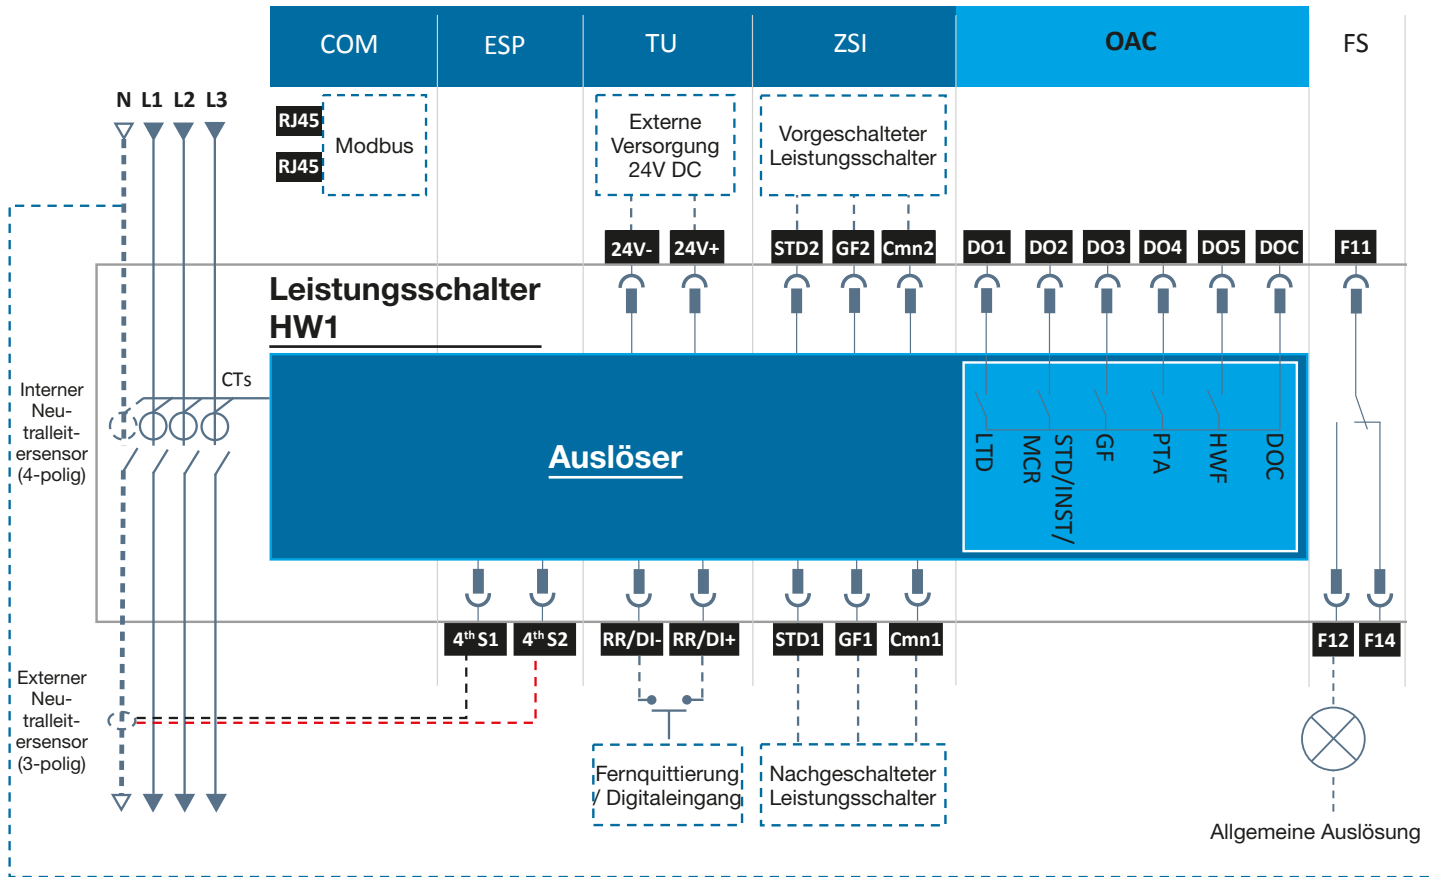 COM ESP TU ZSI OAC FS
N L1 L2 L3
RJ45
RJ45
Modbus
Externe
Versorgung
24V DC
Vorgeschalteter
Leistungsschalter
24V- 24V+ STD2 GF2 Cmn2 DO1 DO2 DO3 DO4 DO5 DOC F11
Leistungsschalter
HW1
CTs
Interner
Neu-
tralleit-
ersensor
(4-polig)
Auslöser
LTD
STD/INST/
MCR
GF
PTA
HWF
DOC
4th S1 4th S2 RR/DI- RR/DI+ STD1 GF1 Cmn1 F12 F14
Externer
Neu-
tralleit-
ersensor
(3-polig)
Fernquittierung
/ Digitaleingang
Nachgeschalteter
Leistungsschalter
Allgemeine Auslösung